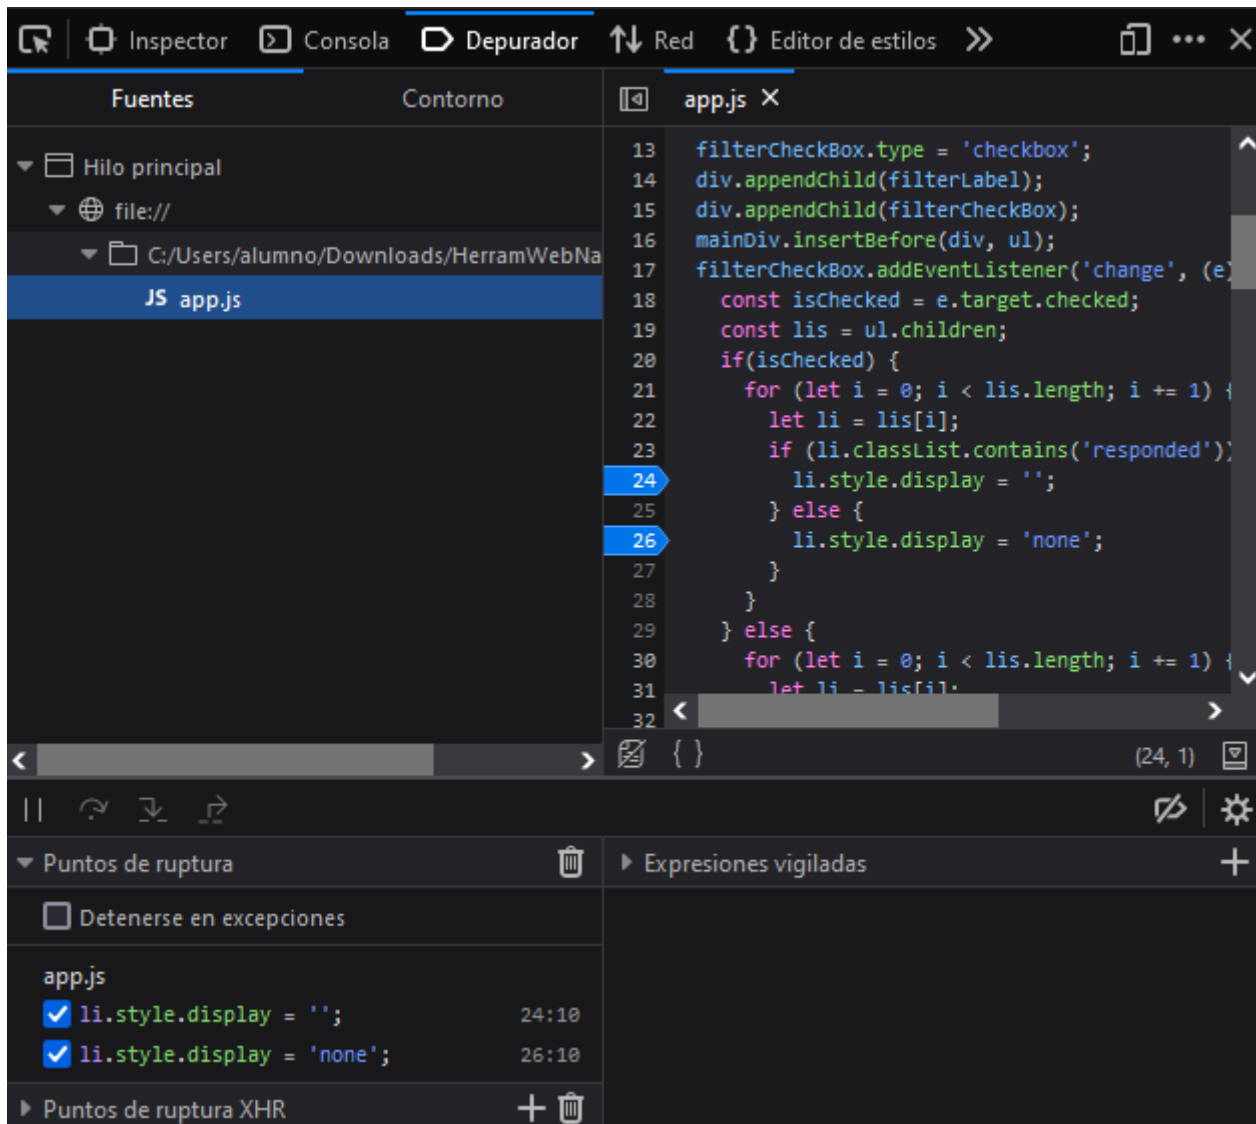 Inspector Consola Depurador Red Editor de estilos
Fuentes Contorno
Hilo principal
file://
C:/Users/alumno/Downloads/HerramWebNa
JS app.js
app.js
13 filterCheckBox.type = 'checkbox';
14 div.appendChild(filterLabel);
15 div.appendChild(filterCheckBox);
16 mainDiv.insertBefore(div, ul);
17 filterCheckBox.addEventListener('change', (e)
18 const isChecked = e.target.checked;
19 const lis = ul.children;
20 if(isChecked) {
21 for (let i = 0; i < lis.length; i += 1) {
22 let li = lis[i];
23 if (li.classList.contains('responded'))
24 li.style.display = '';
25 } else {
26 li.style.display = 'none';
27 }
28 }
29 } else {
30 for (let i = 0; i < lis.length; i += 1) {
31 let li = lis[i];
32
{ } (24, 1)
Puntos de ruptura
Detenerse en excepciones
app.js
li.style.display = ''; 24:10
li.style.display = 'none'; 26:10
Puntos de ruptura XHR
Expresiones vigiladas